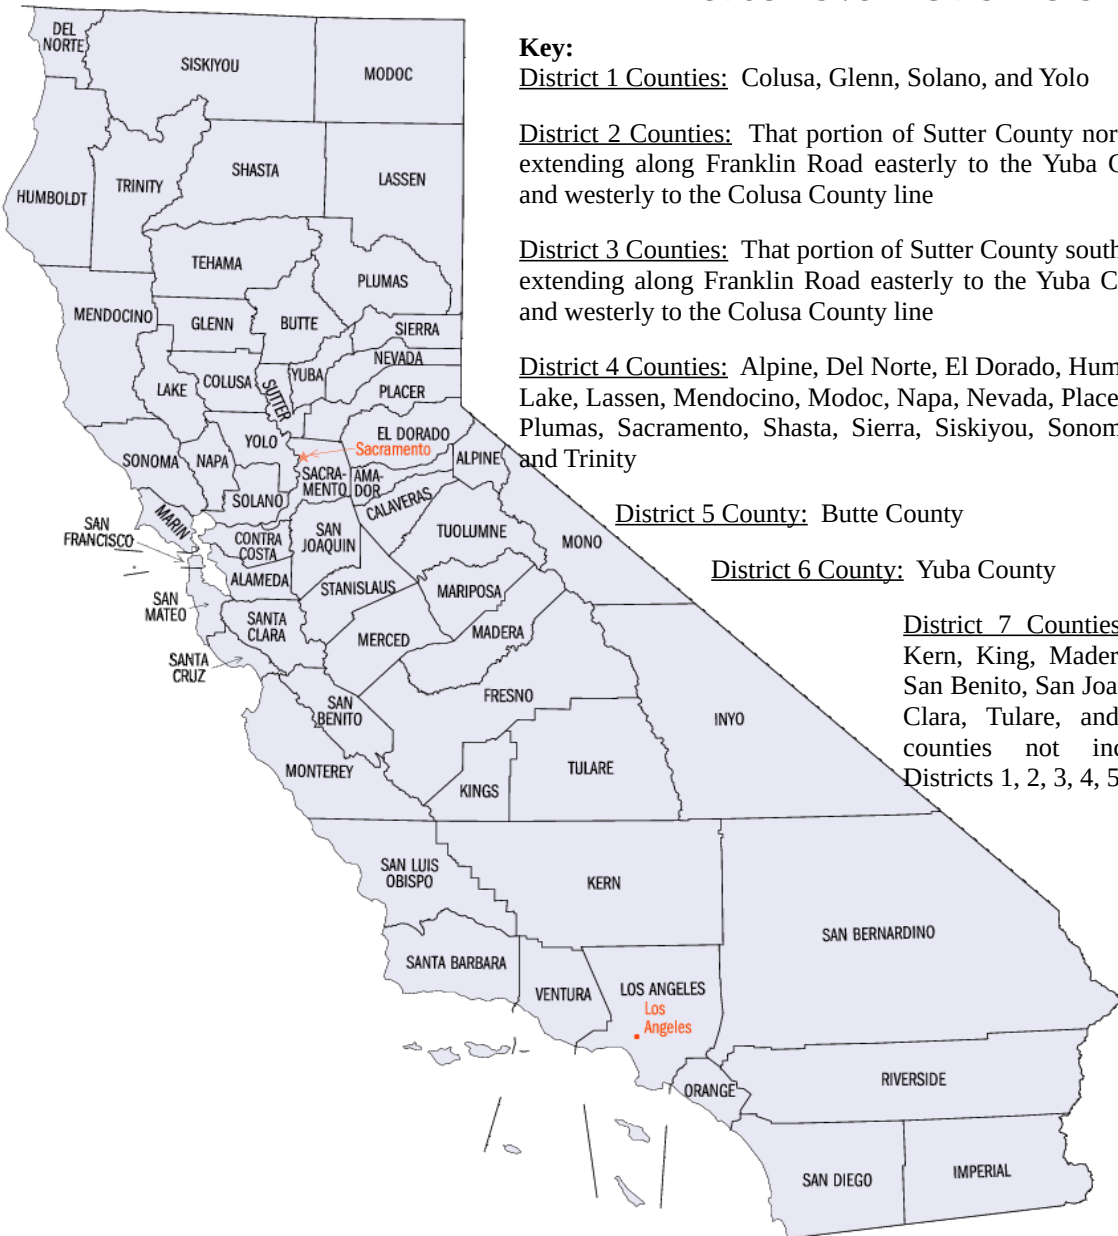 Key:
District 1 Counties: Colusa, Glenn, Solano, and Yolo
District 2 Counties: That portion of Sutter County nor
extending along Franklin Road easterly to the Yuba
and westerly to the Colusa County line
District 3 Counties: That portion of Sutter County south
extending along Franklin Road easterly to the Yuba C
and westerly to the Colusa County line
District 4 Counties: Alpine, Del Norte, El Dorado, Hum
Lake, Lassen, Mendocino, Modoc, Napa, Nevada, Place
Plumas, Sacramento, Shasta, Sierra, Siskiyou, Sonom
and Trinity
District 5 County: Butte County
District 6 County: Yuba County
District 7 Counties
Kern, King, Mader
San Benito, San Joa
Clara, Tulare, and
counties not inc
Districts 1, 2, 3, 4, 5
DEL
NORTE
SISKIYOU
MODOC
HUMBOLDT
TRINITY
SHASTA
LASSEN
TEHAMA
PLUMAS
MENDOCINO
GLENN
BUTTE
SIERRA
NEVADA
LAKE
COLUSA
SUTTER
YUBA
PLACER
YOLO
EL DORADO
Sacramento
SONOMA
NAPA
SACRA-
MENTO
AMA-
DOR
ALPINE
SOLANO
CALAVERAS
MARIN
SAN
FRANCISCO
CONTRA
COSTA
SAN
JOAQUIN
TUOLUMNE
MONO
ALAMEDA
STANISLAUS
MARIPOSA
SAN
MATEO
SANTA
CLARA
MERCED
MADERA
SANTA
CRUZ
SAN
BENITO
FRESNO
INYO
MONTEREY
KINGS
TULARE
SAN LUIS
OBISPO
KERN
SAN BERNARDINO
SANTA BARBARA
VENTURA
LOS ANGELES
Los
Angeles
ORANGE
RIVERSIDE
SAN DIEGO
IMPERIAL